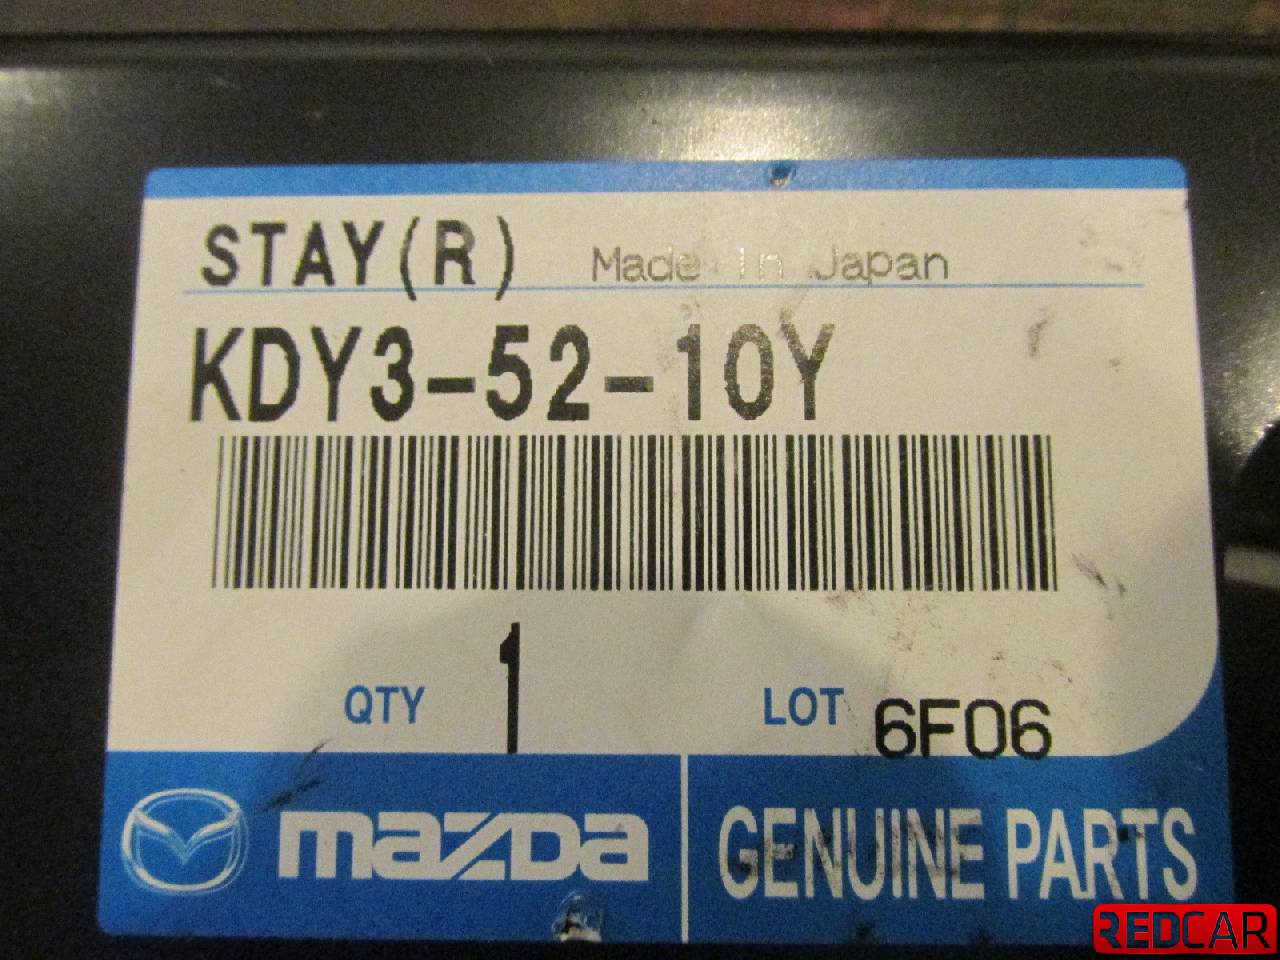 STAY(R) Made in Japan
KDY3-52-10Y
QTY 1 LOT 6F06
mazda GENUINE PARTS
REDCAR